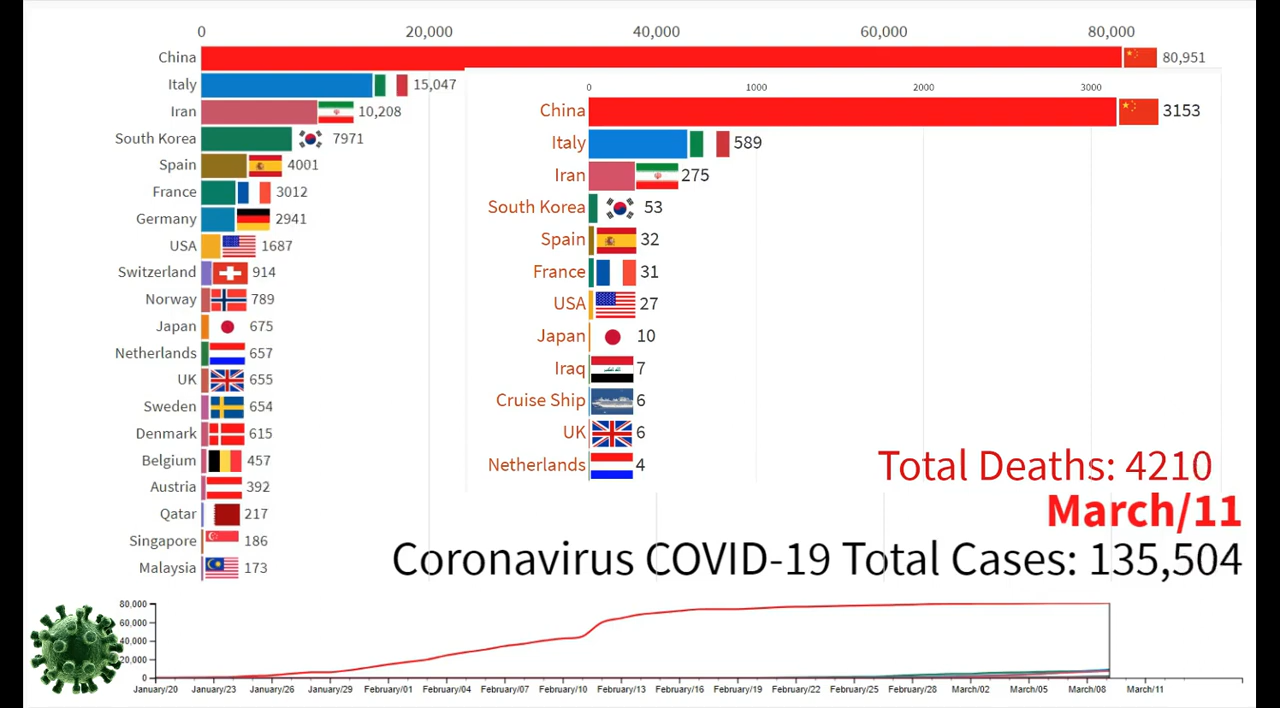 0 20,000 40,000 60,000 80,000
China 80,951
Italy 15,047
Iran 10,208
South Korea 7971
Spain 4001
France 3012
Germany 2941
USA 1687
Switzerland 914
Norway 789
Japan 675
Netherlands 657
UK 655
Sweden 654
Denmark 615
Belgium 457
Austria 392
Qatar 217
Singapore 186
Malaysia 173
0 1000 2000 3000
China 3153
Italy 589
Iran 275
South Korea 53
Spain 32
France 31
USA 27
Japan 10
Iraq 7
Cruise Ship 6
UK 6
Netherlands 4
Total Deaths: 4210
March/11
Coronavirus COVID-19 Total Cases: 135,504
80,000
60,000
40,000
20,000
0
January/20 January/23 January/26 January/29 February/01 February/04 February/07 February/10 February/13 February/16 February/19 February/22 February/25 February/28 March/02 March/05 March/08 March/11